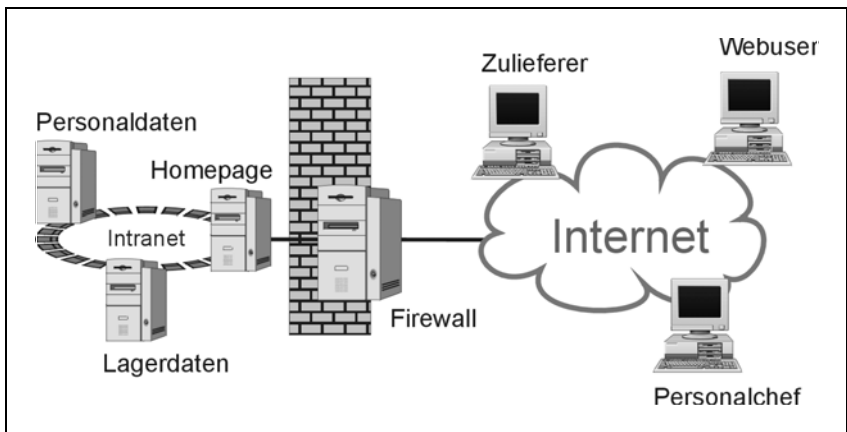 Webuser
Zulieferer
Personaldaten
Homepage
Intranet
Internet
Firewall
Lagerdaten
Personalchef